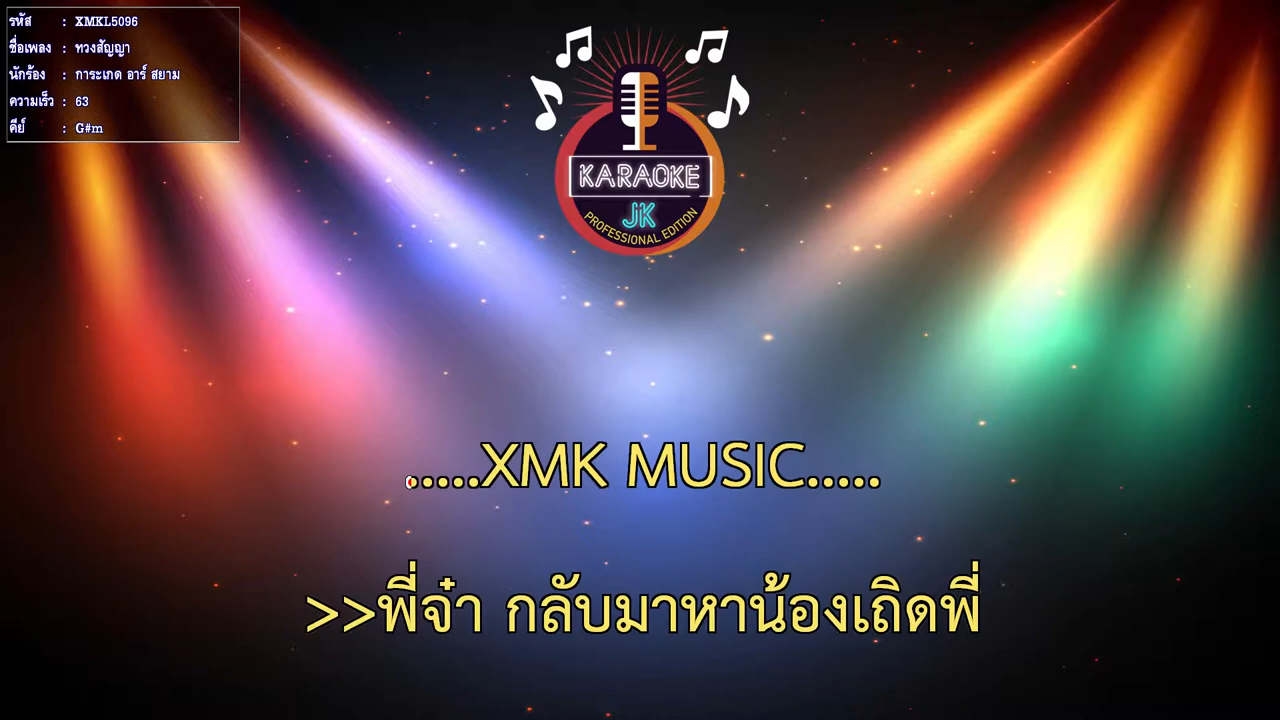 รหัส : XMKL5096
ชื่อเพลง : ทวงสัญญา
นักร้อง : การะเกด อาร์ สยาม
ความเร็ว : 63
คีย์ : G#m
KARAOKE
JK
PROFESSIONAL EDITION
.....XMK MUSIC.....
>>พี่จ๋า กลับมาหาน้องเถิดพี่